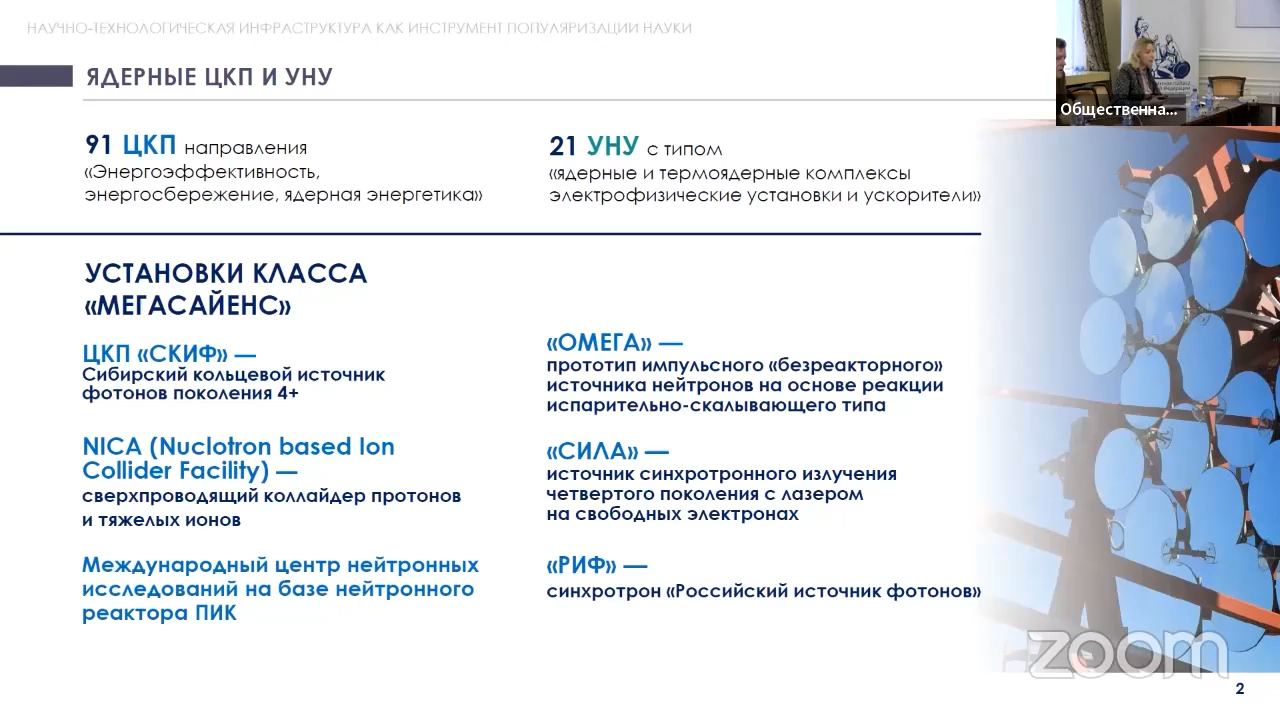 НАУЧНО-ТЕХНОЛОГИЧЕСКАЯ ИНФРАСТРУКТУРА КАК ИНСТРУМЕНТ ПОПУЛЯРИЗАЦИИ НАУКИ
ЯДЕРНЫЕ ЦКП И УНУ
Общественна...
91 ЦКП направления
«Энергоэффективность,
энергосбережение, ядерная энергетика»
21 УНУ с типом
«ядерные и термоядерные комплексы
электрофизические установки и ускорители»
УСТАНОВКИ КЛАССА
«МЕГАСАЙЕНС»
ЦКП «СКИФ» —
Сибирский кольцевой источник
фотонов поколения 4+
NICA (Nuclotron based Ion
Collider Facility) —
сверхпроводящий коллайдер протонов
и тяжелых ионов
Международный центр нейтронных
исследований на базе нейтронного
реактора ПИК
«ОМЕГА» —
прототип импульсного «безреакторного»
источника нейтронов на основе реакции
испарительно-скалывающего типа
«СИЛА» —
источник синхротронного излучения
четвертого поколения с лазером
на свободных электронах
«РИФ» —
синхротрон «Российский источник фотонов»
zoom
2